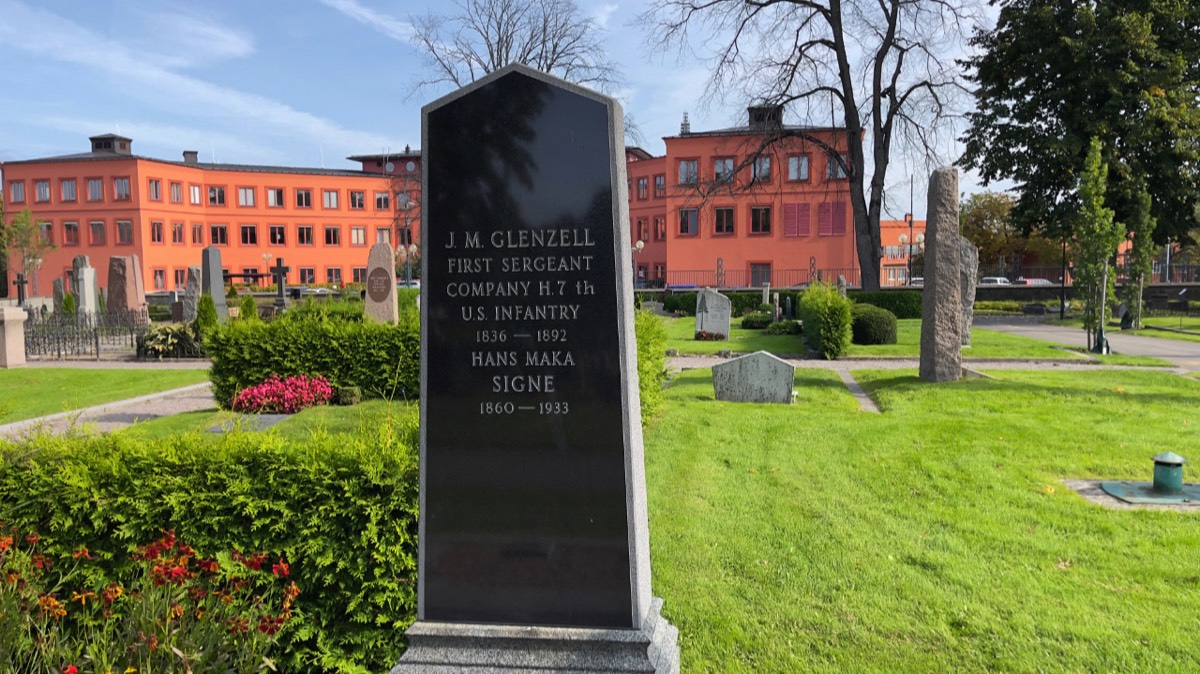 J. M. GLENZELL
FIRST SERGEANT
COMPANY H. 7 th
U.S. INFANTRY
1836 — 1892
HANS MAKA
SIGNE
1860 — 1933